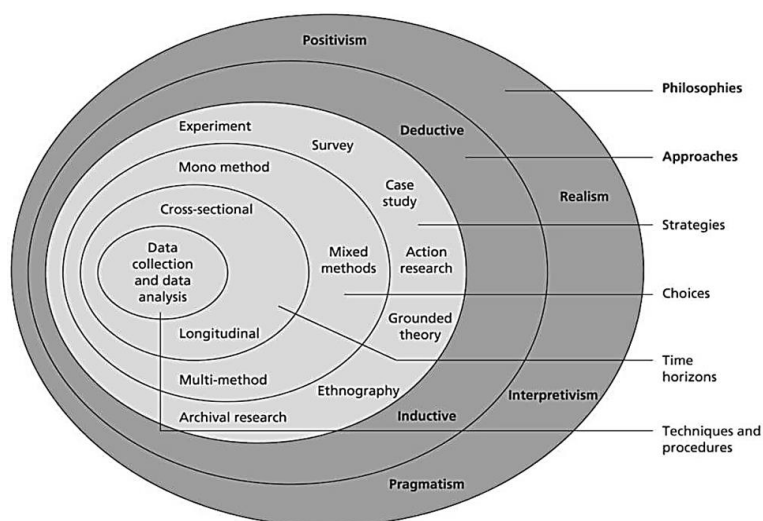 Positivism
Philosophies
Experiment
Deductive
Survey
Approaches
Mono method
Case
study
Realism
Cross-sectional
Strategies
Data
collection
and data
analysis
Mixed
methods
Action
research
Choices
Longitudinal
Grounded
theory
Time
horizons
Multi-method
Ethnography
Interpretivism
Archival research
Inductive
Techniques and
procedures
Pragmatism